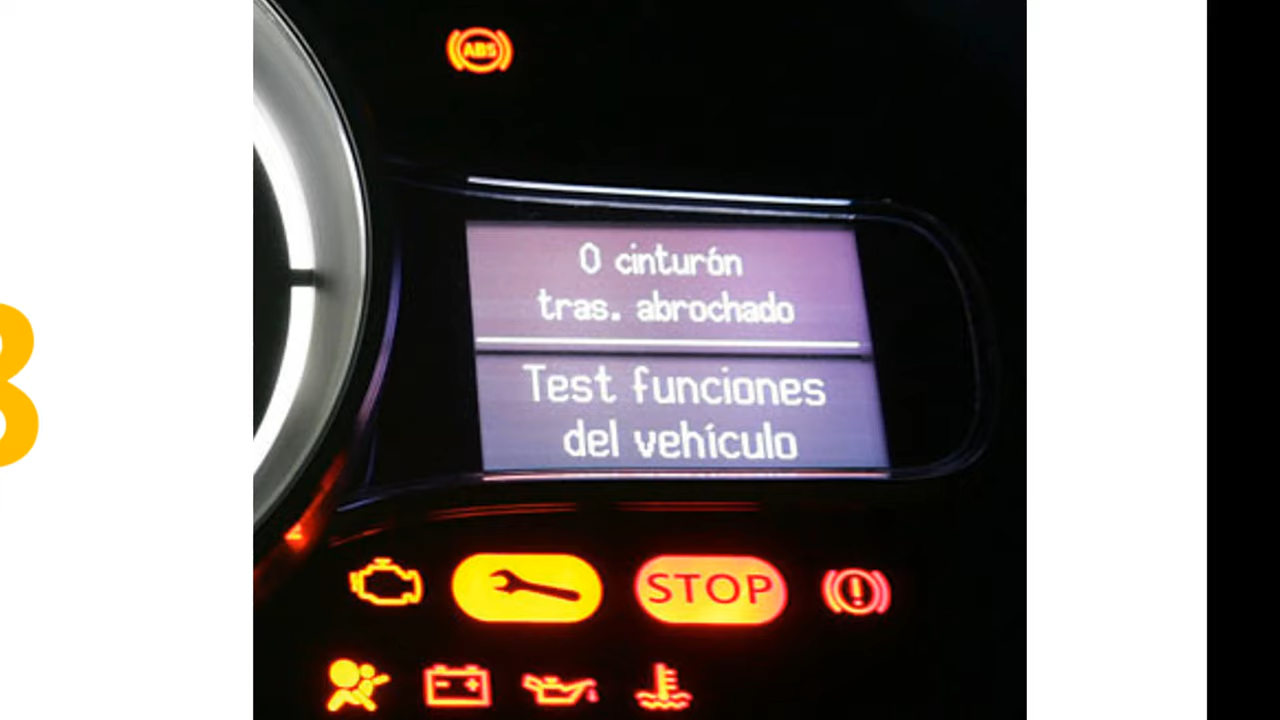 ABS
0 cinturón
tras. abrochado
Test funciones
del vehículo
STOP